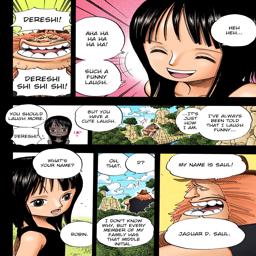 DERESHI!
DERESHI
SHI SHI SHI!
AHA HA
HA HA
HA!
SUCH A
FUNNY
LAUGH.
HEH
HEH...
YOU SHOULD
LAUGH MORE.
DERESHI!
BUT YOU
HAVE A
CUTE LAUGH.
...IT'S
JUST
HOW
I AM.
I'VE ALWAYS
BEEN TOLD
THAT I LAUGH
FUNNY...
WHAT'S
YOUR NAME?
ROBIN.
OH,
THAT.
D?
I DON'T KNOW
WHY, BUT EVERY
MEMBER OF MY
FAMILY HAS
THAT MIDDLE
INITIAL
MY NAME IS SAUL!
JAGUAR D. SAUL.